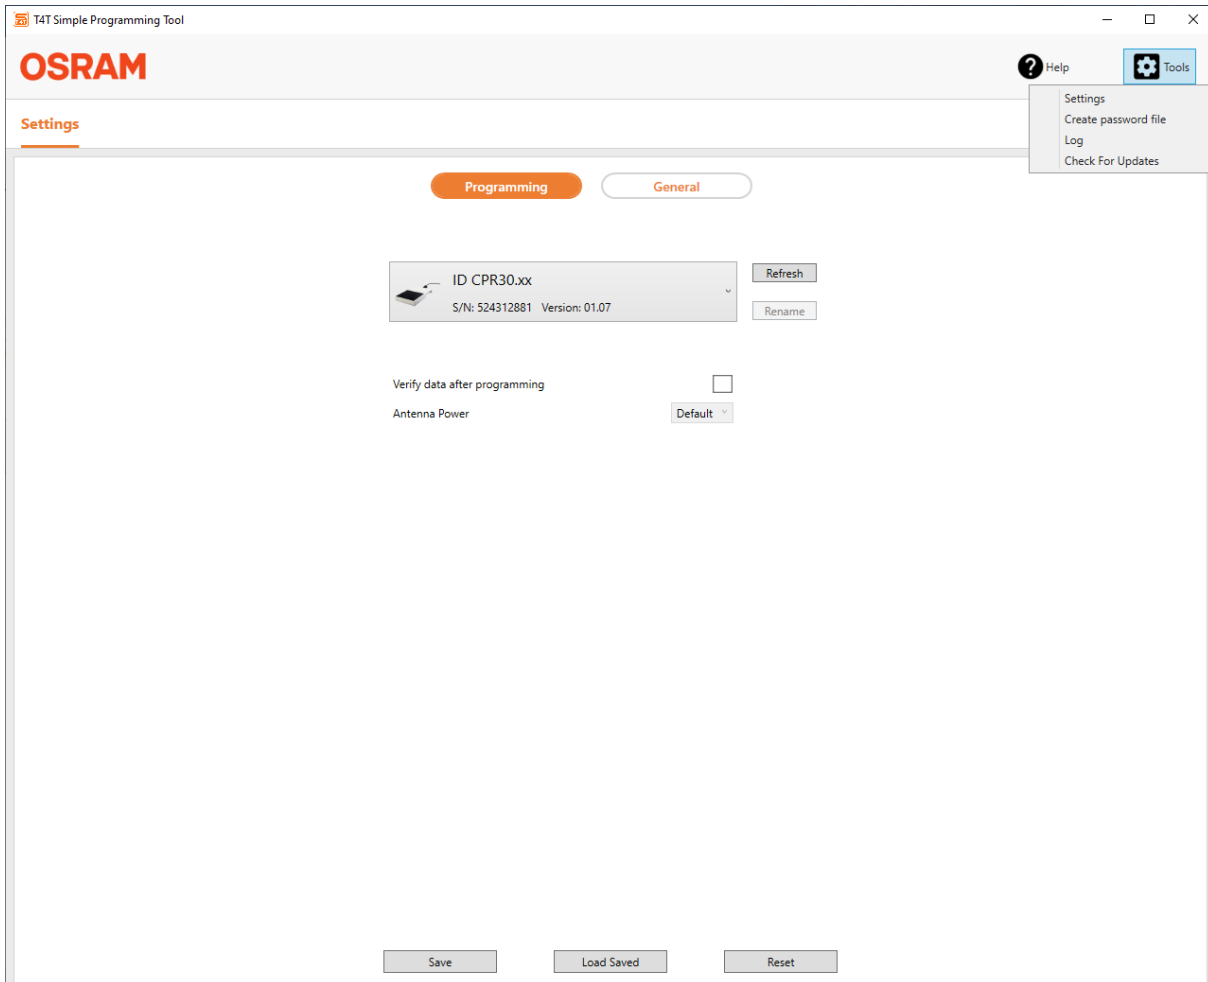 T4T Simple Programming Tool
OSRAM
Help
Tools
Settings
Create password file
Log
Check For Updates
Settings
Programming
General
ID CPR30.xx
S/N: 524312881 Version: 01.07
Refresh
Rename
Verify data after programming
Antenna Power
Default
Save
Load Saved
Reset